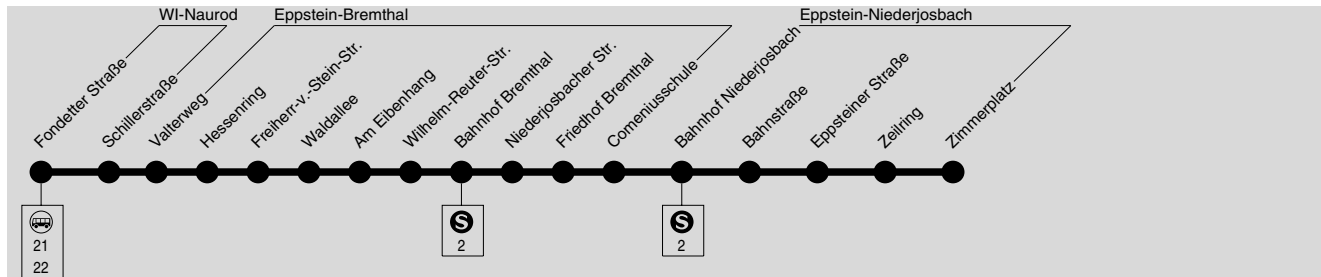 WI-Naurod
Eppstein-Bremthal
Eppstein-Niederjosbach
Fondetter Straße
Schillerstraße
Valterweg
Hessenring
Freiherr-v.-Stein-Str.
Waldallee
Am Eibenhang
Wilhelm-Reuter-Str.
Bahnhof Bremthal
Niederjosbacher Str.
Friedhof Bremthal
Comeniusschule
Bahnhof Niederjosbach
Bahnstraße
Eppsteiner Straße
Zeilring
Zimmerplatz
21
22
S
2
S
2